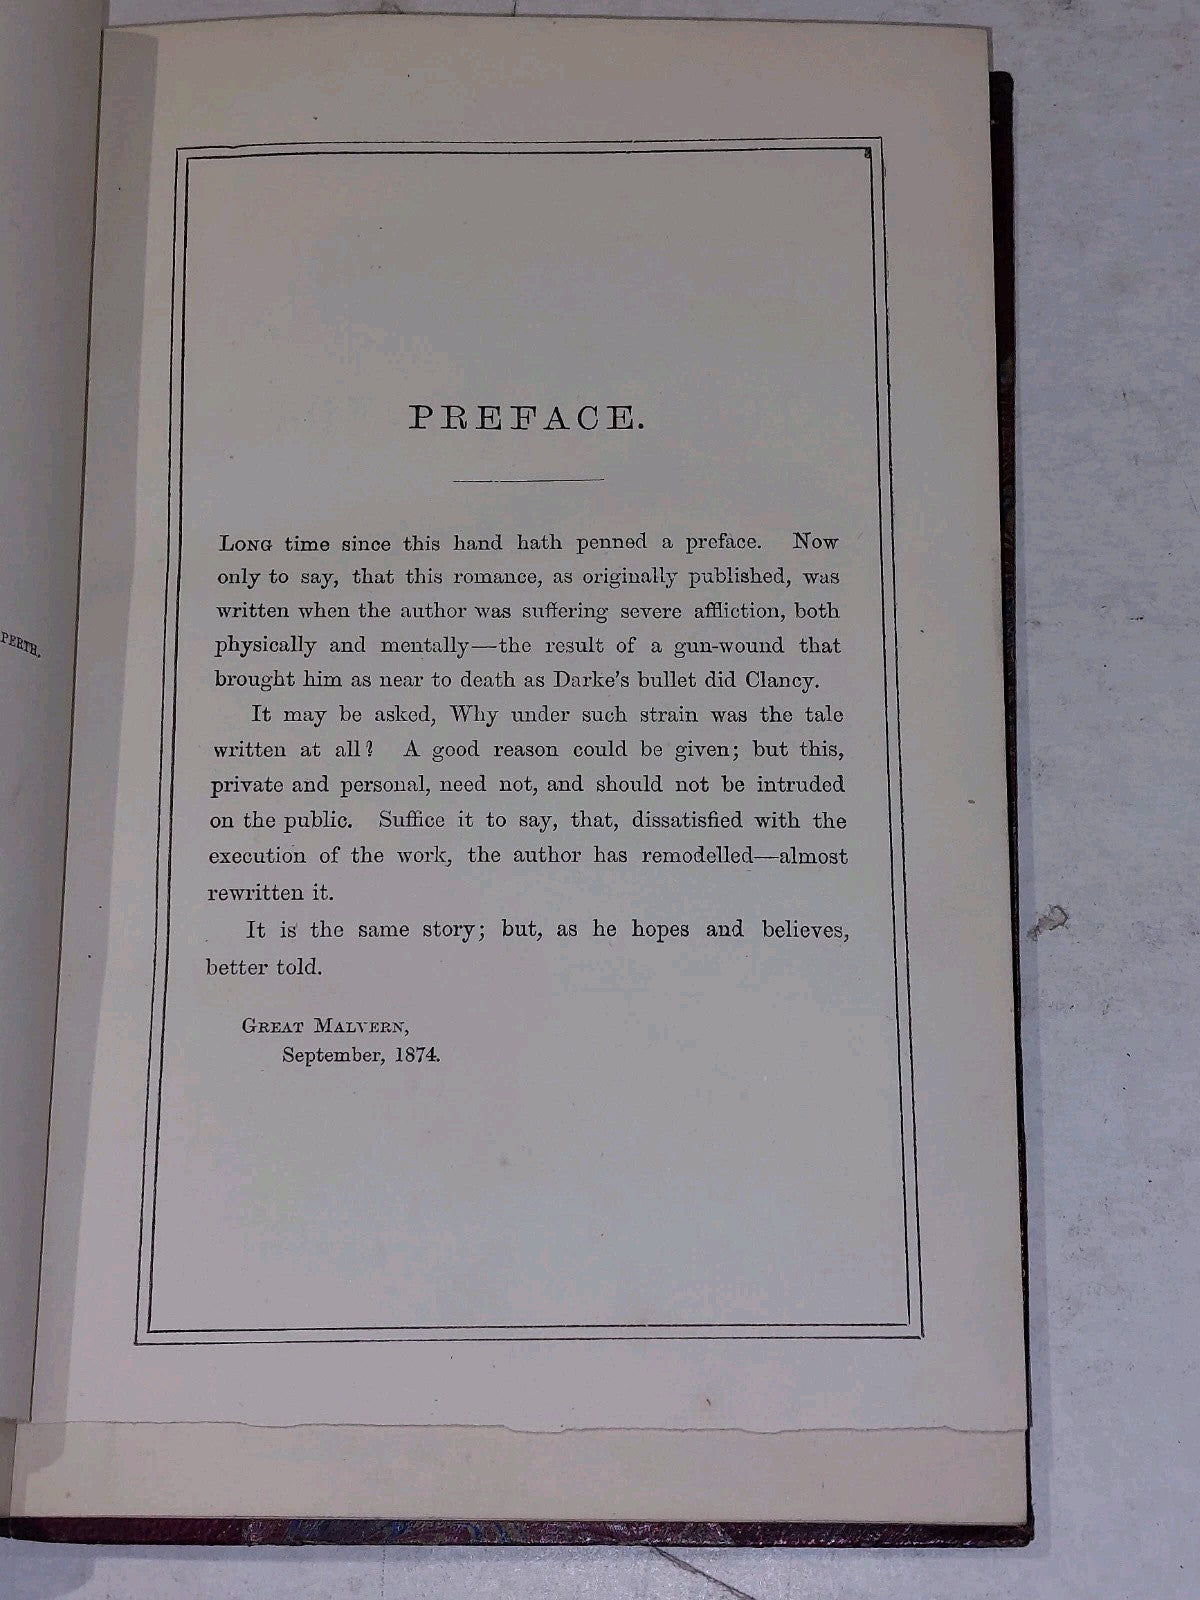 PERTH.
PREFACE.
LONG time since this hand hath penned a preface. Now
only to say, that this romance, as originally published, was
written when the author was suffering severe affliction, both
physically and mentally—the result of a gun-wound that
brought him as near to death as Darke's bullet did Clancy.
It may be asked, Why under such strain was the tale
written at all? A good reason could be given; but this,
private and personal, need not, and should not be intruded
on the public. Suffice it to say, that, dissatisfied with the
execution of the work, the author has remodelled—almost
rewritten it.
It is the same story; but, as he hopes and believes,
better told.
GREAT MALVERN,
September, 1874.